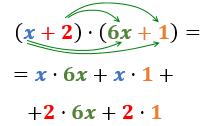 (x + 2) · (6x + 1) =
= x · 6x + x · 1 +
+2 · 6x + 2 · 1